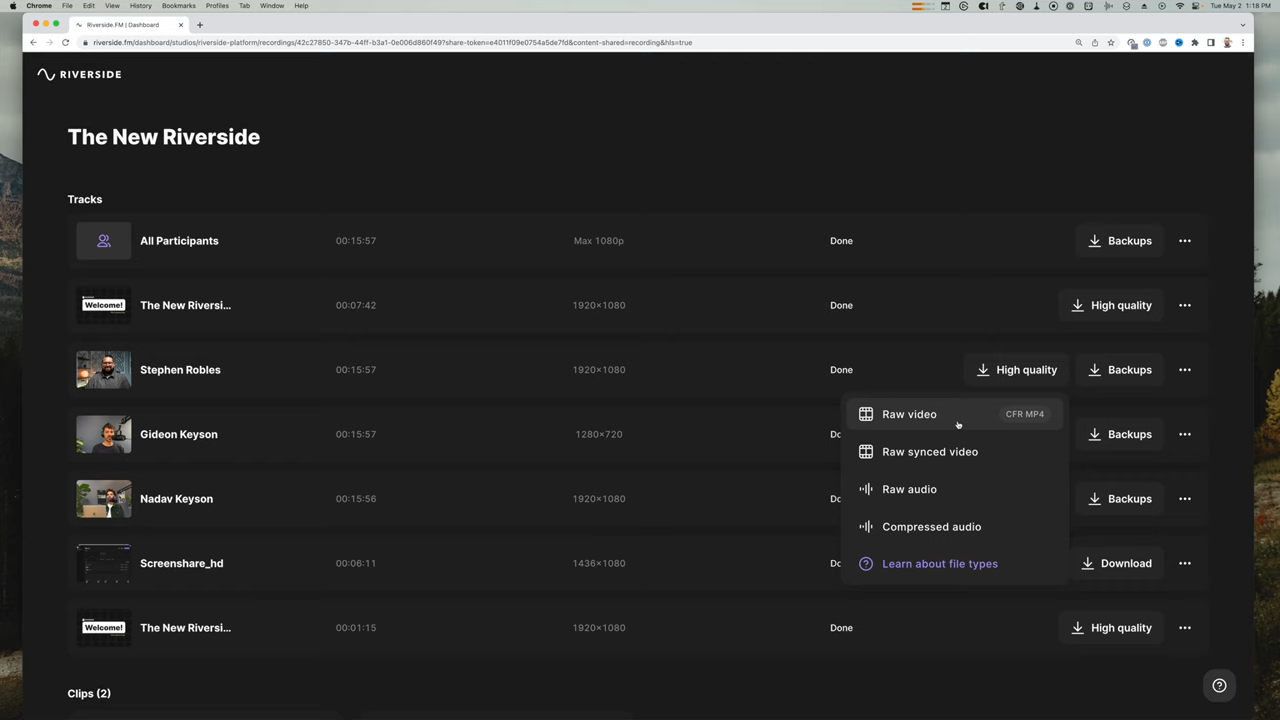 Chrome File Edit View History Bookmarks Profiles Tab Window Help
Tue May 2 1:18 PM
Riverside.FM | Dashboard
riverside.fm/dashboard/studios/riverside-platform/recordings/42c27850-347b-44ff-b3a1-0e006d860f49?share-token=e4011f09e0754a5de7fd&content-shared=recording&hls=true
RIVERSIDE
The New Riverside
Tracks
All Participants 00:15:57 Max 1080p Done Backups
Welcome! The New Riversi... 00:07:42 1920×1080 Done High quality
Stephen Robles 00:15:57 1920×1080 Done High quality Backups
Raw video CFR MP4
Gideon Keyson 00:15:57 1280×720 Backups
Raw synced video
Raw audio
Nadav Keyson 00:15:56 1920×1080 Backups
Compressed audio
Screenshare_hd 00:06:11 1436×1080 Download
Learn about file types
Welcome! The New Riversi... 00:01:15 1920×1080 Done High quality
Clips (2)